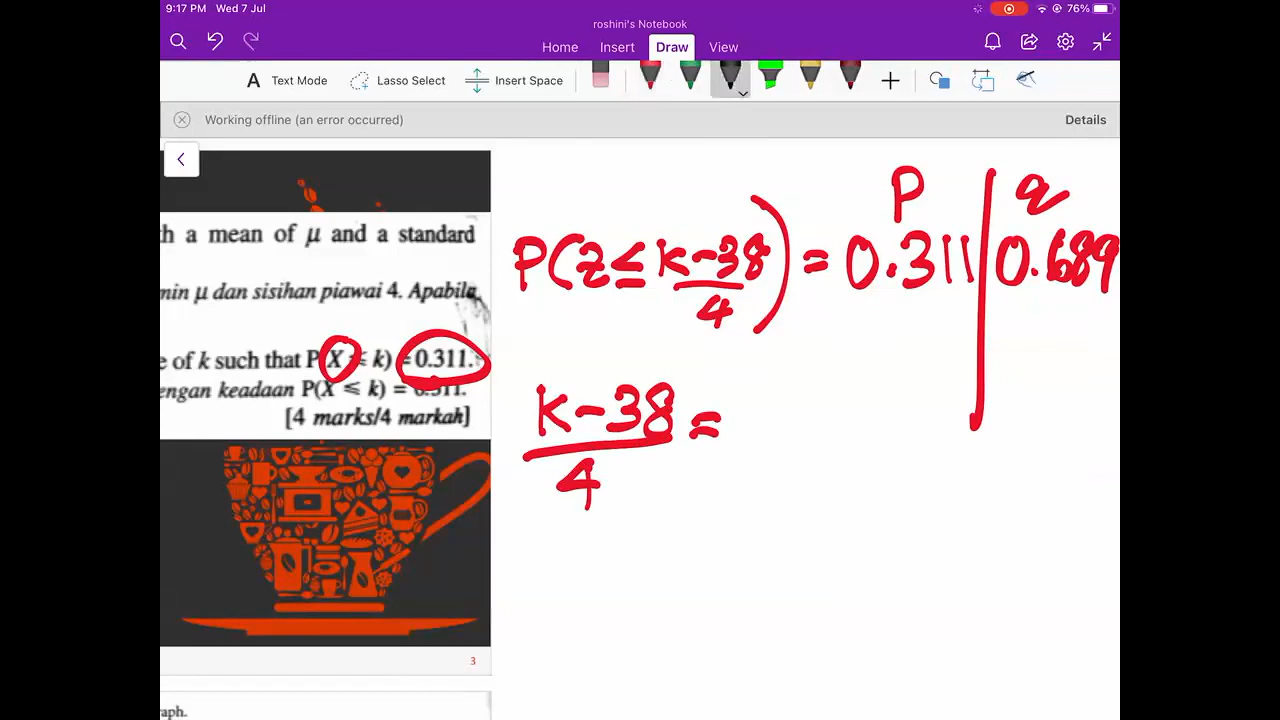 9:17 PM Wed 7 Jul
76%
roshini's Notebook
Home Insert Draw View
A Text Mode Lasso Select Insert Space
Working offline (an error occurred) Details
h a mean of μ and a standard
min μ dan sisihan piawai 4. Apabila
e of k such that P(X ≤ k) = 0.311.
engan keadaan P(X ≤ k) = 0.311.
[4 marks/4 markah]
3
aph.
P q
P(z ≤ k-38/4) = 0.311 0.689
k-38/4 =